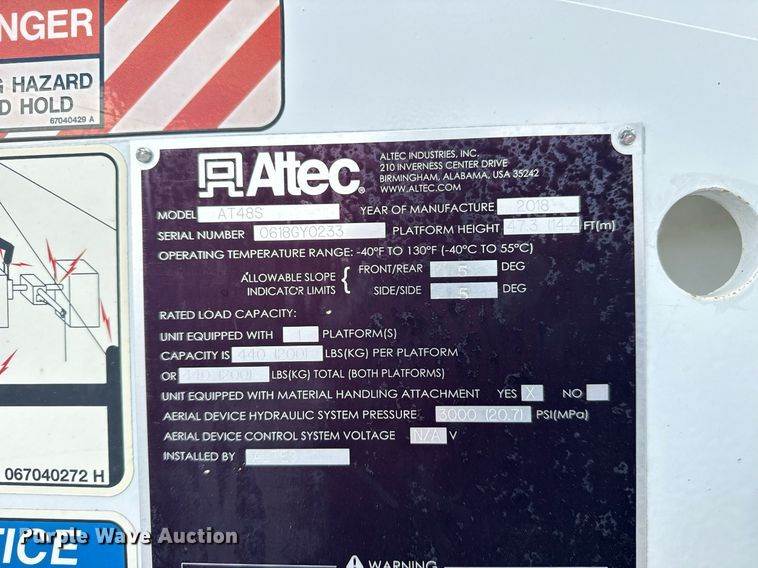 NGER
G HAZARD
D HOLD
67040429 A
Altec
ALTEC INDUSTRIES, INC.
210 INVERNESS CENTER DRIVE
BIRMINGHAM, ALABAMA, USA 35242
WWW.ALTEC.COM
MODEL AT48S YEAR OF MANUFACTURE 2018
SERIAL NUMBER 0618GY0233 PLATFORM HEIGHT 47.3 (14.4) FT(m)
OPERATING TEMPERATURE RANGE: -40°F TO 130°F (-40°C TO 55°C)
ALLOWABLE SLOPE INDICATOR LIMITS
FRONT/REAR 5 DEG
SIDE/SIDE 5 DEG
RATED LOAD CAPACITY:
UNIT EQUIPPED WITH 1 PLATFORM(S)
CAPACITY IS 440 (200) LBS(KG) PER PLATFORM
OR 440 (200) LBS(KG) TOTAL (BOTH PLATFORMS)
UNIT EQUIPPED WITH MATERIAL HANDLING ATTACHMENT YES X NO
AERIAL DEVICE HYDRAULIC SYSTEM PRESSURE 3000 (20.7) PSI(MPa)
AERIAL DEVICE CONTROL SYSTEM VOLTAGE N/A V
INSTALLED BY
067040272 H
TICE
WARNING
Purple Wave Auction